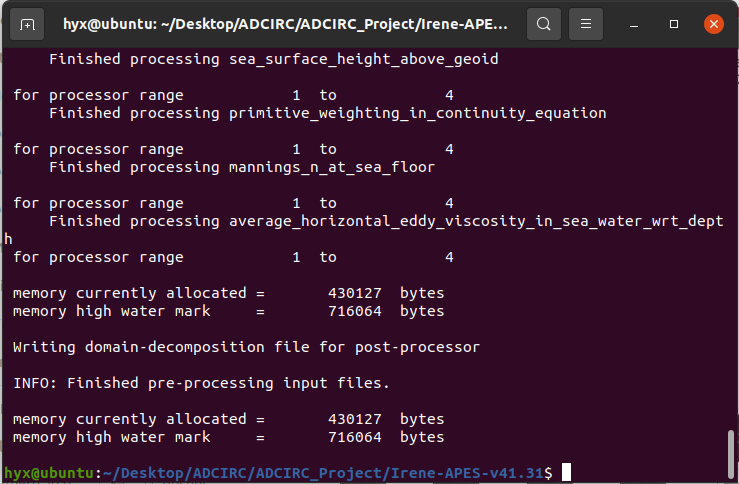 hyx@ubuntu: ~/Desktop/ADCIRC/ADCIRC_Project/Irene-APE...
Finished processing sea_surface_height_above_geoid
for processor range 1 to 4
Finished processing primitive_weighting_in_continuity_equation
for processor range 1 to 4
Finished processing mannings_n_at_sea_floor
for processor range 1 to 4
Finished processing average_horizontal_eddy_viscosity_in_sea_water_wrt_dept
h
for processor range 1 to 4
memory currently allocated = 430127 bytes
memory high water mark = 716064 bytes
Writing domain-decomposition file for post-processor
INFO: Finished pre-processing input files.
memory currently allocated = 430127 bytes
memory high water mark = 716064 bytes
hyx@ubuntu:~/Desktop/ADCIRC/ADCIRC_Project/Irene-APES-v41.31$